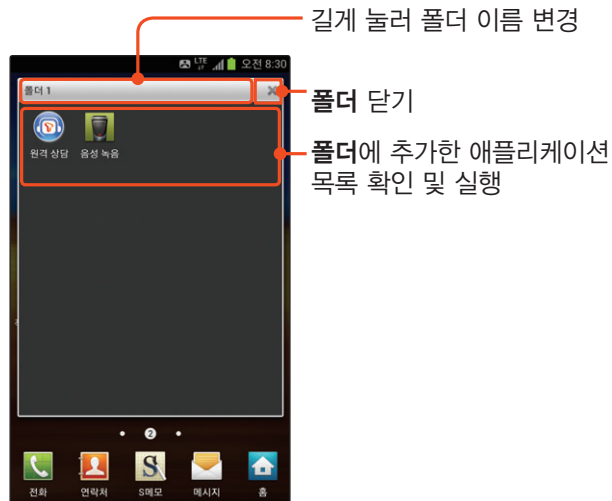 길게 눌러 폴더 이름 변경
LTE 오전 8:30
폴더 1
폴더 닫기
원격 상담 음성 녹음
폴더에 추가한 애플리케이션
목록 확인 및 실행
2
전화 연락처 S메모 메시지 홈